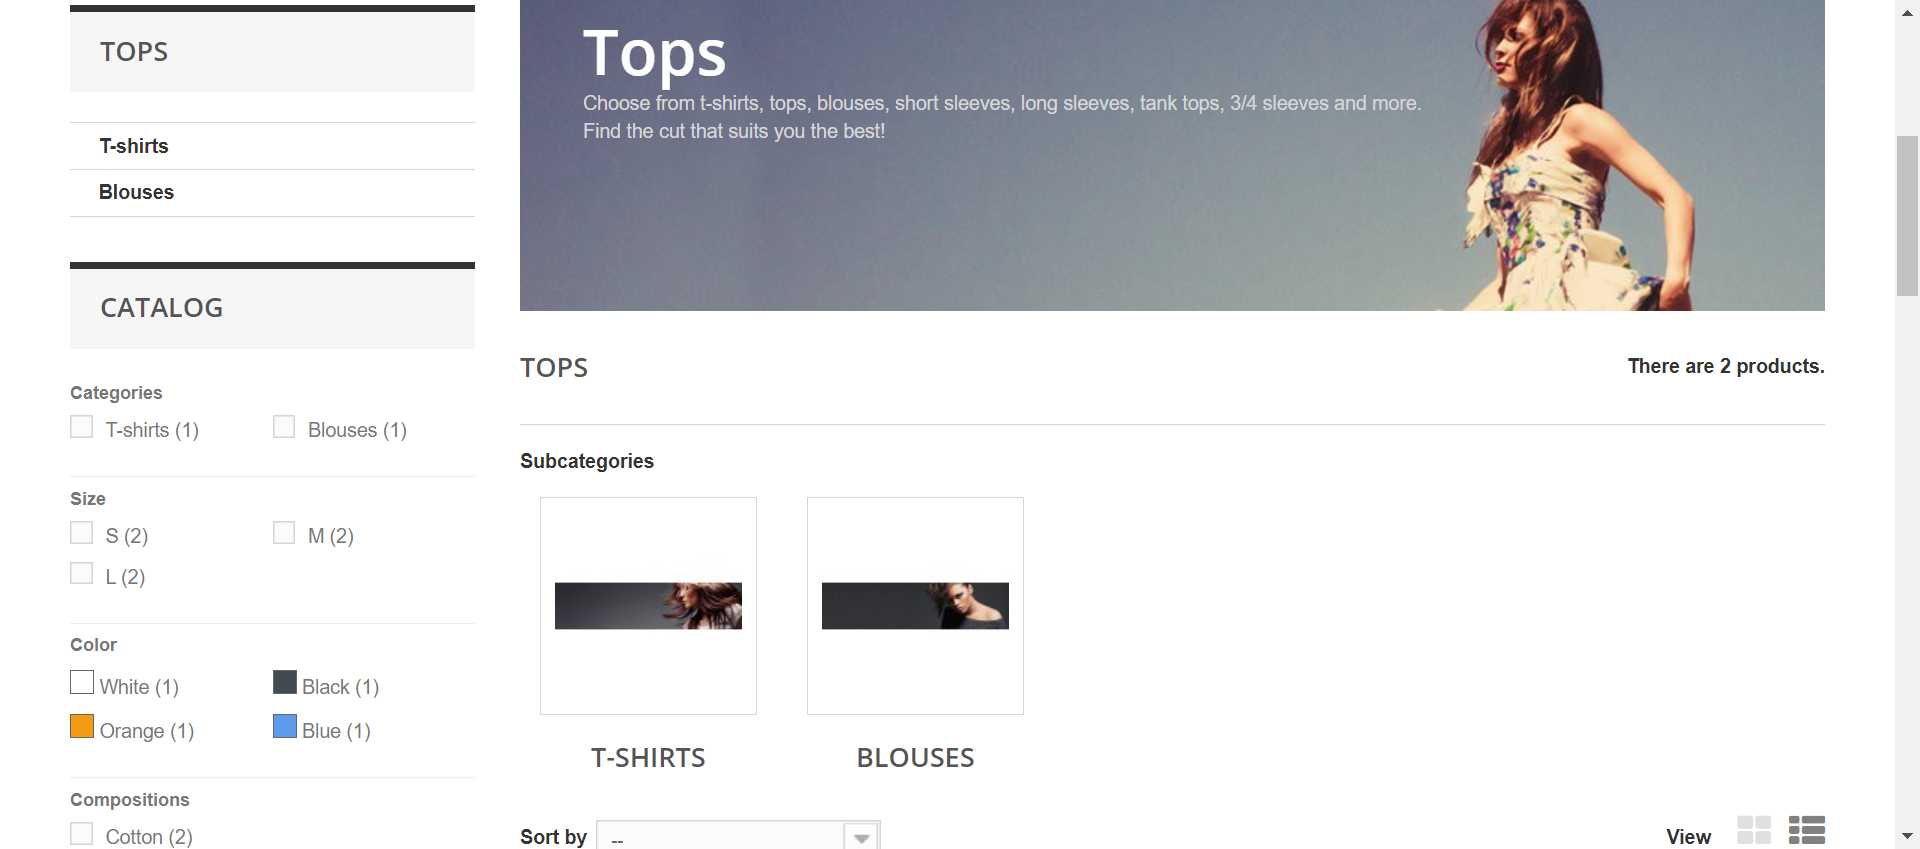 TOPS
T-shirts
Blouses
CATALOG
Categories
T-shirts (1) Blouses (1)
Size
S (2) M (2)
L (2)
Color
White (1) Black (1)
Orange (1) Blue (1)
Compositions
Cotton (2)
Tops
Choose from t-shirts, tops, blouses, short sleeves, long sleeves, tank tops, 3/4 sleeves and more.
Find the cut that suits you the best!
TOPS There are 2 products.
Subcategories
T-SHIRTS BLOUSES
Sort by -- View